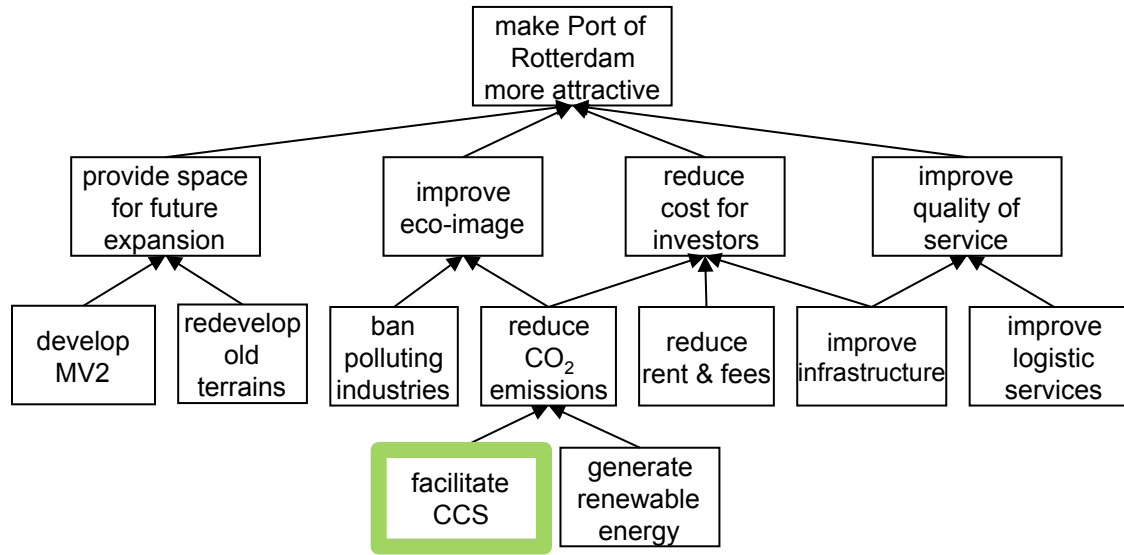 make Port of
Rotterdam
more attractive
provide space
for future
expansion
improve
eco-image
reduce
cost for
investors
improve
quality of
service
develop
MV2
redevelop
old
terrains
ban
polluting
industries
reduce
CO₂
emissions
reduce
rent & fees
improve
infrastructure
improve
logistic
services
facilitate
CCS
generate
renewable
energy